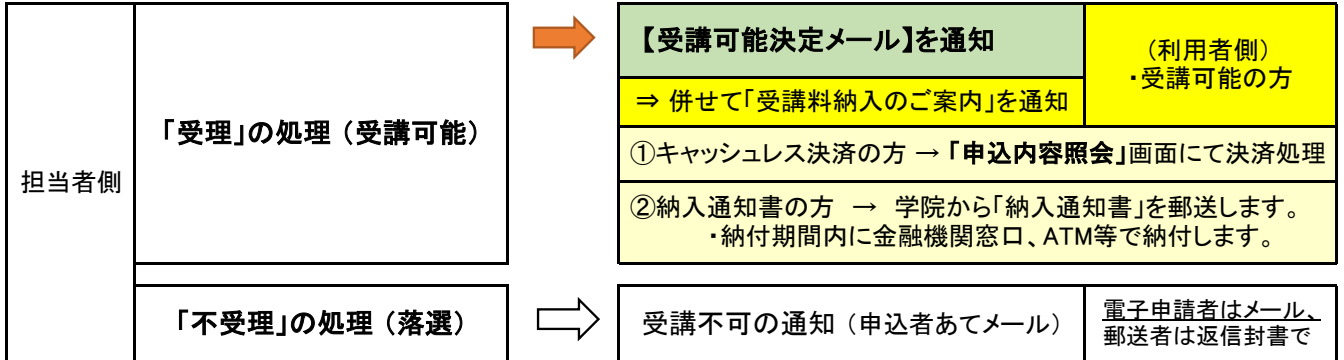 担当者側
「受理」の処理（受講可能）
【受講可能決定メール】を通知
（利用者側）
・受講可能の方
⇒ 併せて「受講料納入のご案内」を通知
①キャッシュレス決済の方 → 「申込内容照会」画面にて決済処理
②納入通知書の方　→　学院から「納入通知書」を郵送します。
・納付期間内に金融機関窓口、ATM等で納付します。
「不受理」の処理（落選）
受講不可の通知（申込者あてメール）
電子申請者はメール、
郵送者は返信封書で